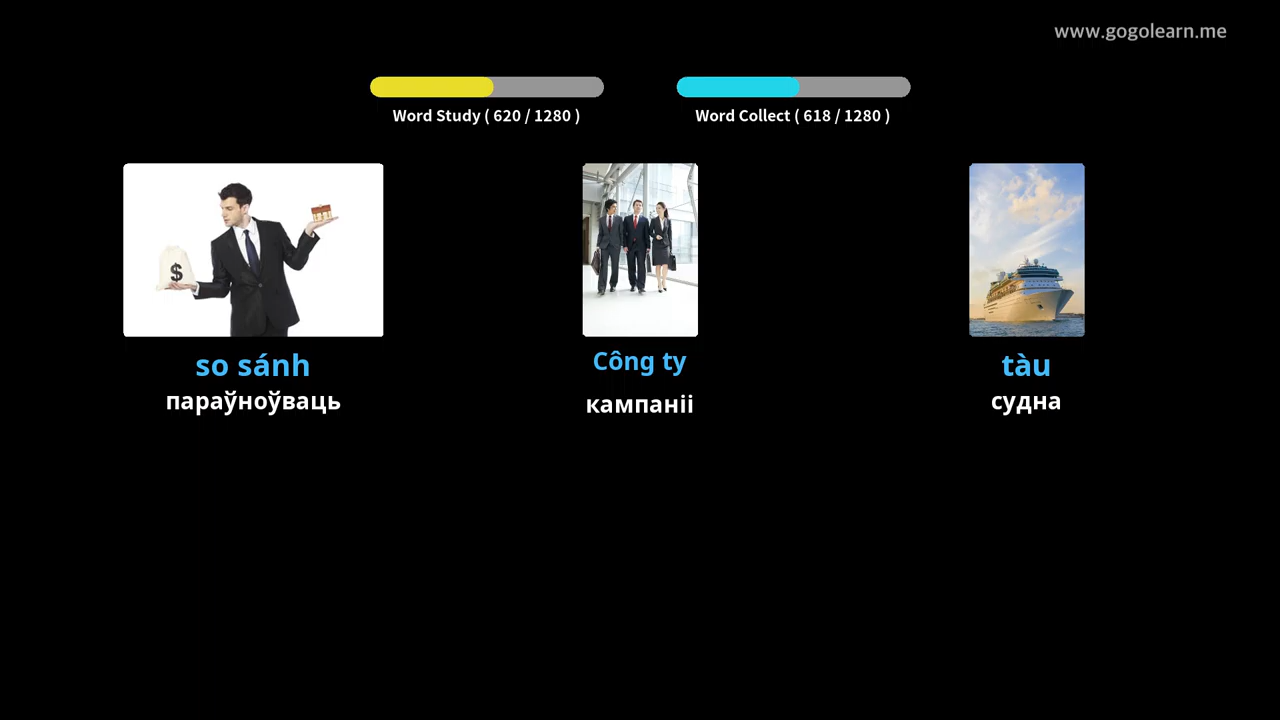 www.gogolearn.me
Word Study ( 620 / 1280 )
Word Collect ( 618 / 1280 )
$
so sánh
параўноўваць
Công ty
кампаніі
tàu
судна